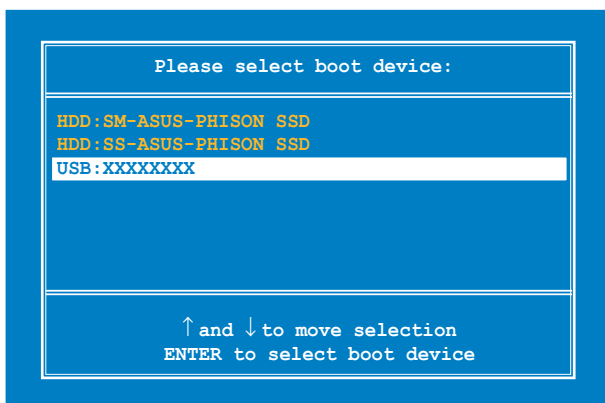 Please select boot device:
HDD:SM-ASUS-PHISON SSD
HDD:SS-ASUS-PHISON SSD
USB:XXXXXXXX
↑ and ↓ to move selection
ENTER to select boot device